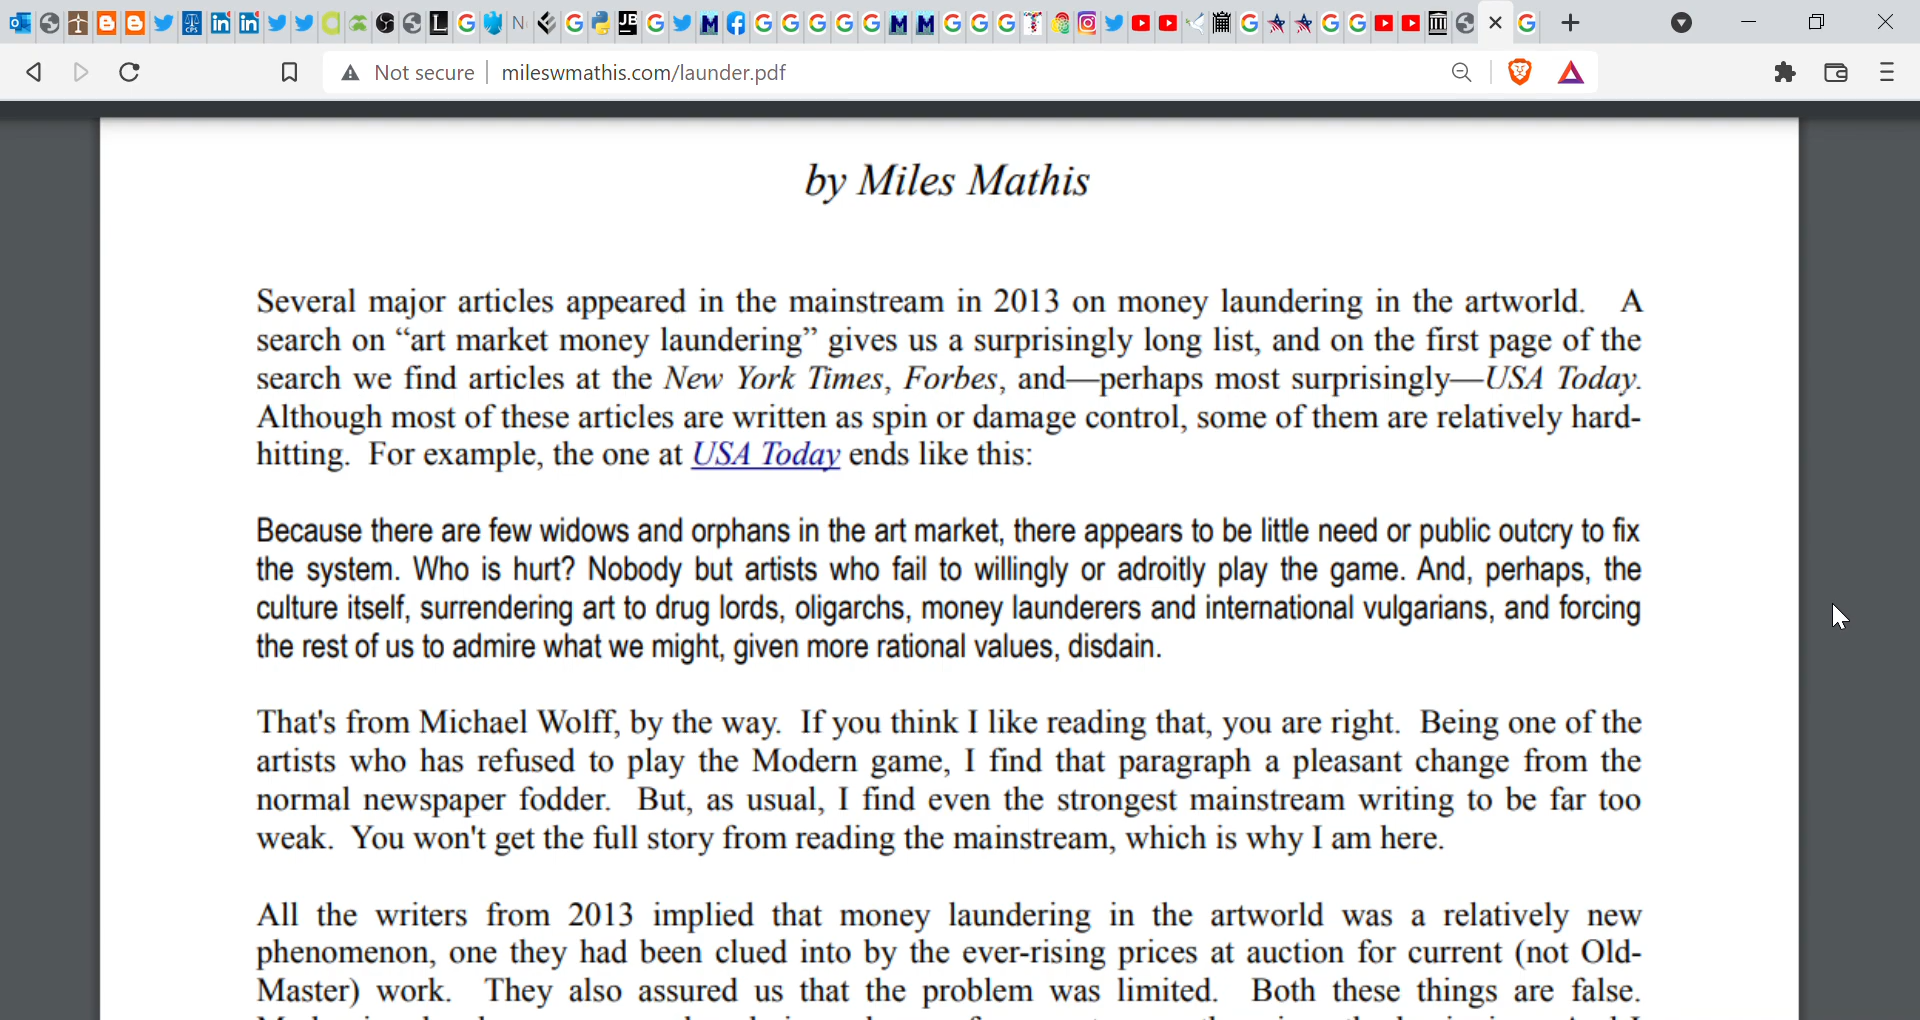 Not secure | mileswmathis.com/launder.pdf
by Miles Mathis
Several major articles appeared in the mainstream in 2013 on money laundering in the artworld. A
search on “art market money laundering” gives us a surprisingly long list, and on the first page of the
search we find articles at the New York Times, Forbes, and—perhaps most surprisingly—USA Today.
Although most of these articles are written as spin or damage control, some of them are relatively hard-
hitting. For example, the one at USA Today ends like this:
Because there are few widows and orphans in the art market, there appears to be little need or public outcry to fix
the system. Who is hurt? Nobody but artists who fail to willingly or adroitly play the game. And, perhaps, the
culture itself, surrendering art to drug lords, oligarchs, money launderers and international vulgarians, and forcing
the rest of us to admire what we might, given more rational values, disdain.
That's from Michael Wolff, by the way. If you think I like reading that, you are right. Being one of the
artists who has refused to play the Modern game, I find that paragraph a pleasant change from the
normal newspaper fodder. But, as usual, I find even the strongest mainstream writing to be far too
weak. You won't get the full story from reading the mainstream, which is why I am here.
All the writers from 2013 implied that money laundering in the artworld was a relatively new
phenomenon, one they had been clued into by the ever-rising prices at auction for current (not Old-
Master) work. They also assured us that the problem was limited. Both these things are false.